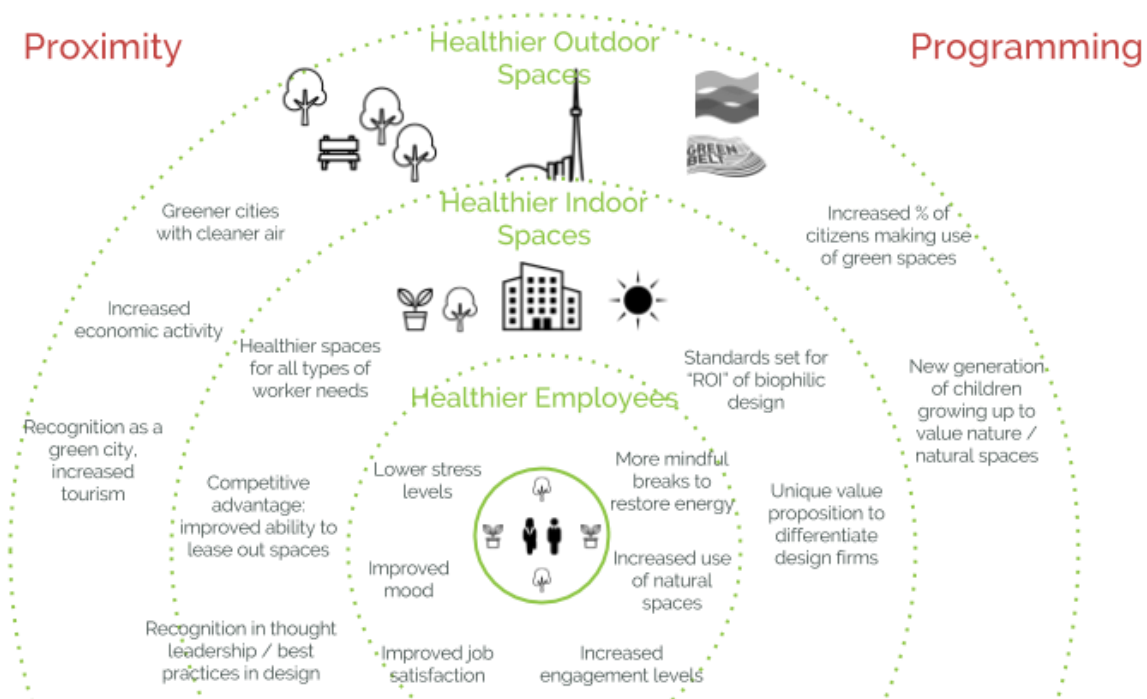 Proximity
Healthier Outdoor
Spaces
Programming
GREEN
BELT
Greener cities
with cleaner air
Healthier Indoor
Spaces
Increased % of
citizens making use
of green spaces
Increased
economic activity
Healthier spaces
for all types of
worker needs
Standards set for
“ROI” of biophilic
design
New generation
of children
growing up to
value nature /
natural spaces
Healthier Employees
Recognition as a
green city,
increased
tourism
Competitive
advantage:
improved ability to
lease out spaces
Lower stress
levels
More mindful
breaks to
restore energy
Unique value
proposition to
differentiate
design firms
Improved
mood
Increased use
of natural
spaces
Recognition in thought
leadership / best
practices in design
Improved job
satisfaction
Increased
engagement levels